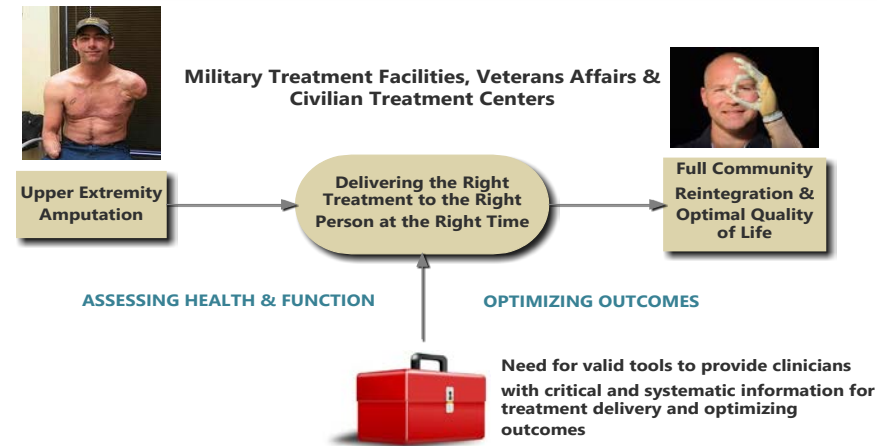 Military Treatment Facilities, Veterans Affairs &
Civilian Treatment Centers
Upper Extremity
Amputation
Delivering the Right
Treatment to the Right
Person at the Right Time
Full Community
Reintegration &
Optimal Quality
of Life
ASSESSING HEALTH & FUNCTION
OPTIMIZING OUTCOMES
Need for valid tools to provide clinicians
with critical and systematic information for
treatment delivery and optimizing
outcomes